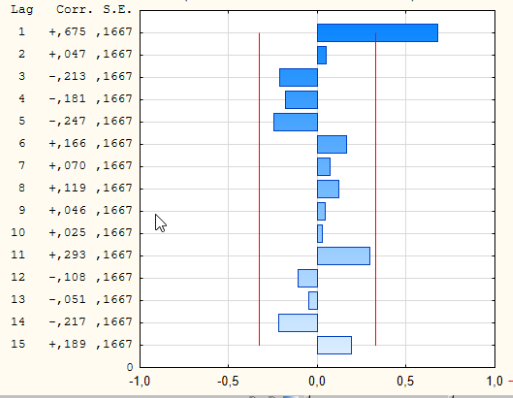 Lag Corr. S.E.
1 +,675 ,1667
2 +,047 ,1667
3 -,213 ,1667
4 -,181 ,1667
5 -,247 ,1667
6 +,166 ,1667
7 +,070 ,1667
8 +,119 ,1667
9 +,046 ,1667
10 +,025 ,1667
11 +,293 ,1667
12 -,108 ,1667
13 -,051 ,1667
14 -,217 ,1667
15 +,189 ,1667
0
-1,0 -0,5 0,0 0,5 1,0